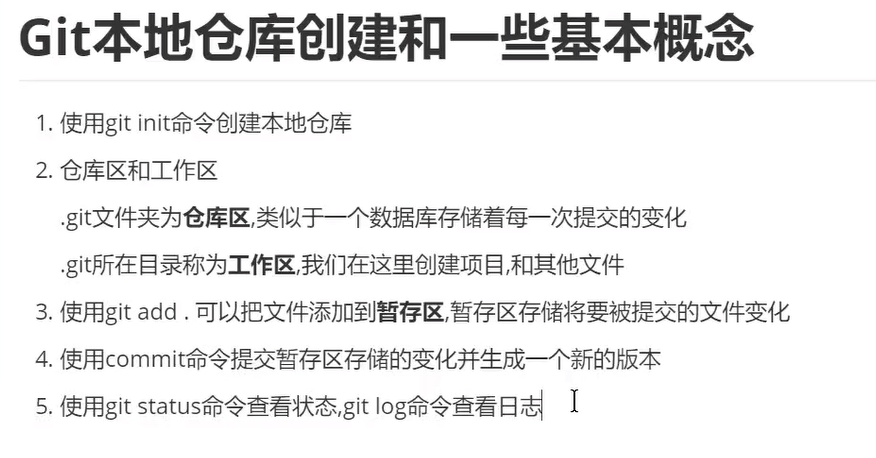 Git本地仓库创建和一些基本概念
1. 使用git init命令创建本地仓库
2. 仓库区和工作区
.git文件夹为仓库区,类似于一个数据库存储着每一次提交的变化
.git所在目录称为工作区,我们在这里创建项目,和其他文件
3. 使用git add . 可以把文件添加到暂存区,暂存区存储将要被提交的文件变化
4. 使用commit命令提交暂存区存储的变化并生成一个新的版本
5. 使用git status命令查看状态,git log命令查看日志